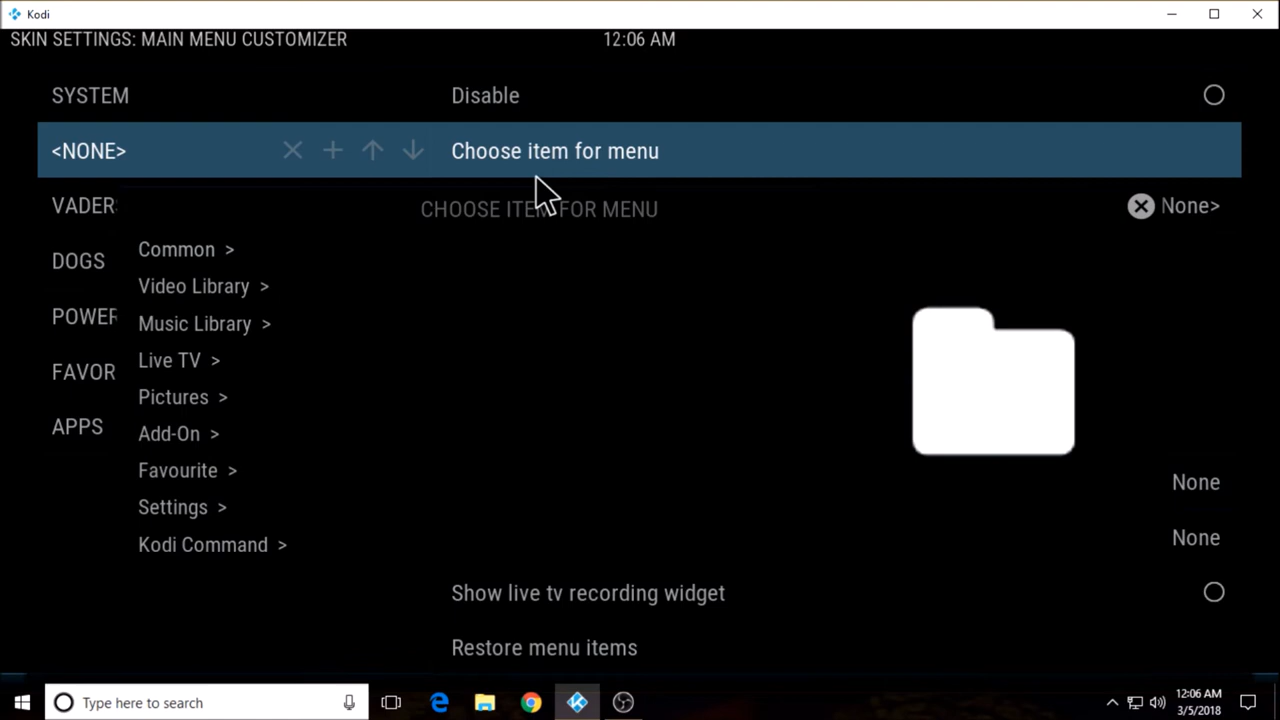 Kodi
SKIN SETTINGS: MAIN MENU CUSTOMIZER
12:06 AM
SYSTEM
Disable
<NONE>
Choose item for menu
VADER
CHOOSE ITEM FOR MENU
None>
DOGS
POWER
FAVOR
APPS
Common >
Video Library >
Music Library >
Live TV >
Pictures >
Add-On >
Favourite >
Settings >
Kodi Command >
None
None
Show live tv recording widget
Restore menu items
Type here to search
12:06 AM
3/5/2018